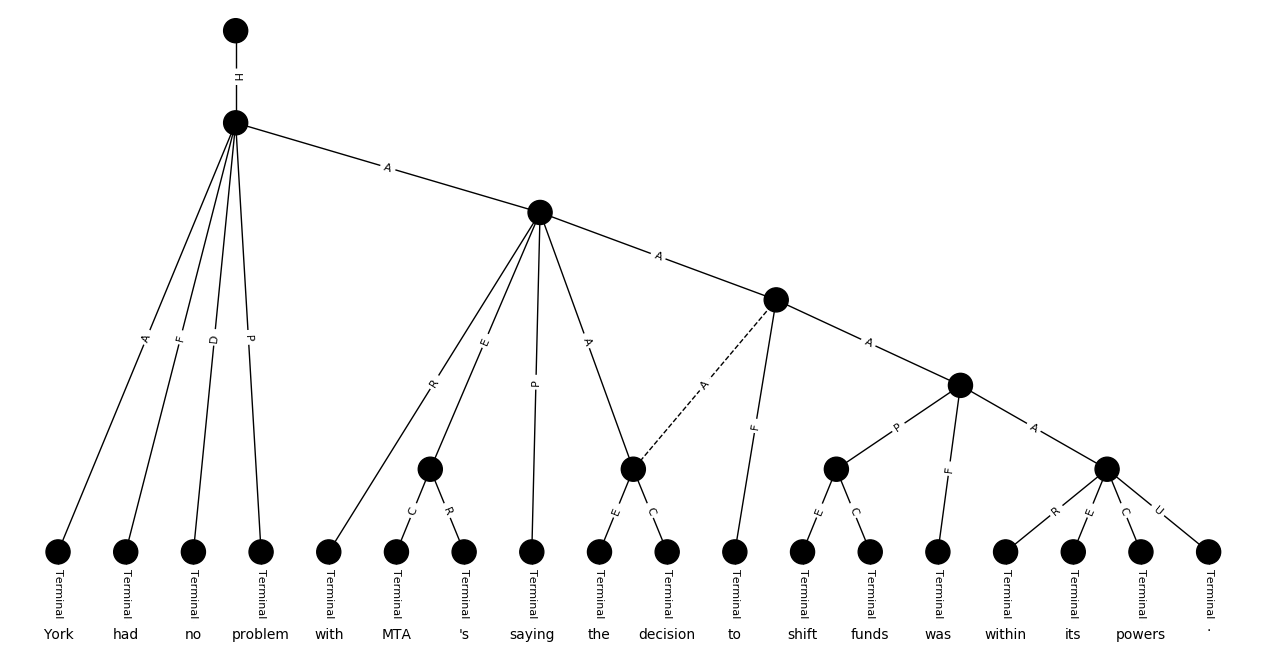 H
A
A
A F D P E A
A
R P A P A
F F
C R E C E C R E C U
Terminal Terminal Terminal Terminal Terminal Terminal Terminal Terminal Terminal Terminal Terminal Terminal Terminal Terminal Terminal Terminal Terminal Terminal
York had no problem with MTA 's saying the decision to shift funds was within its powers .